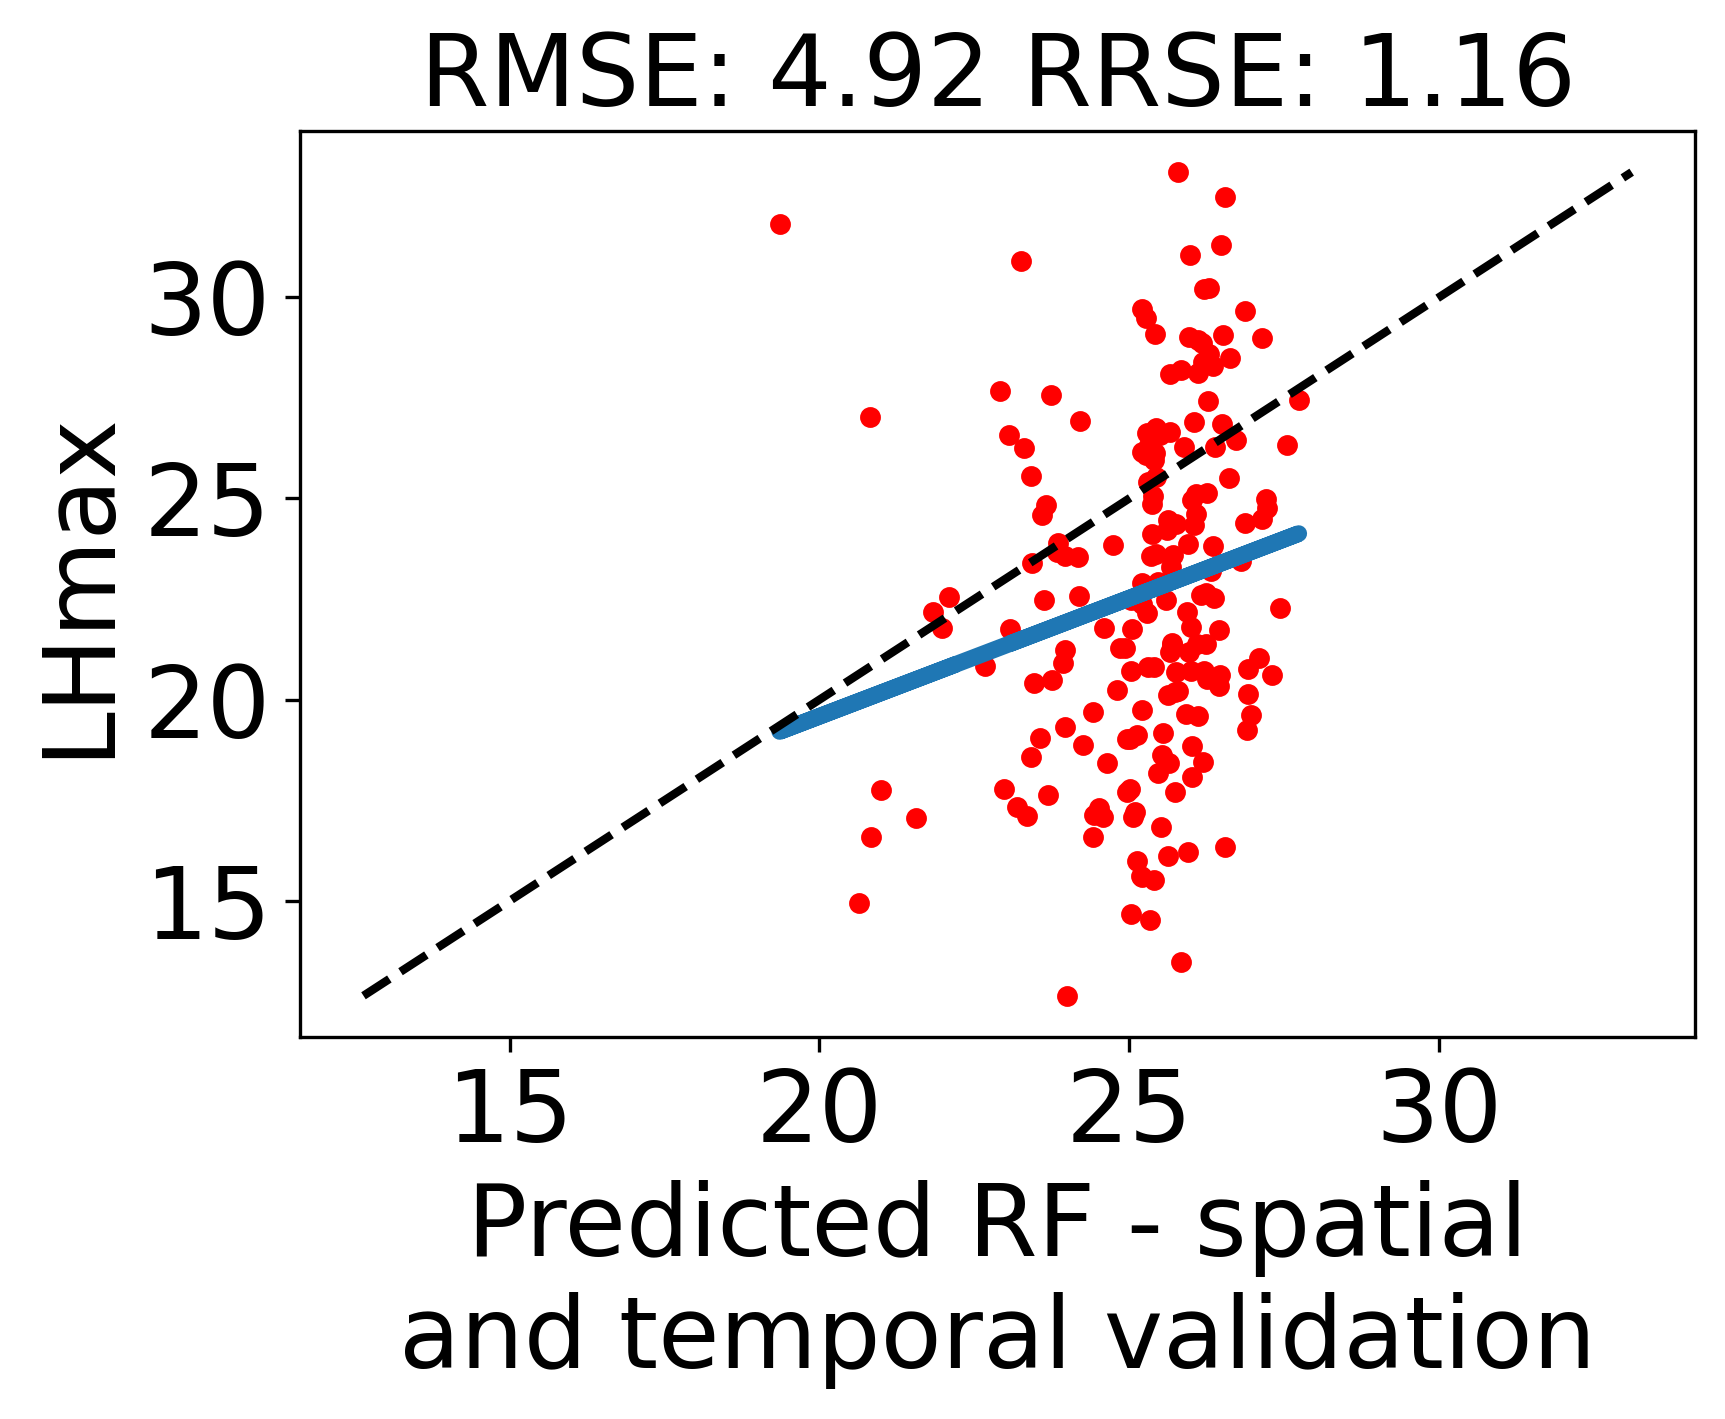 RMSE: 4.92 RRSE: 1.16
LHmax
30
25
20
15
15 20 25 30
Predicted RF - spatial
and temporal validation